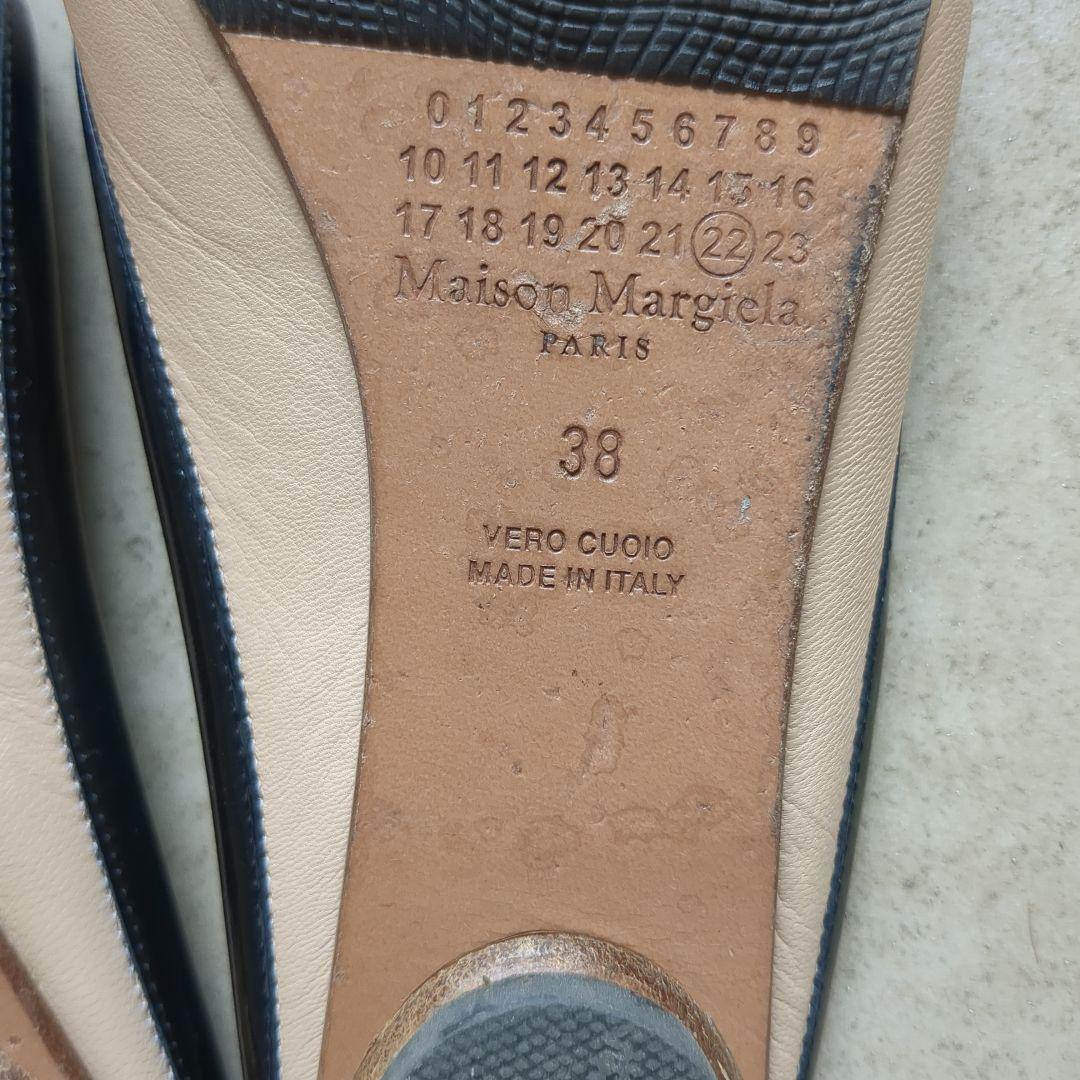 0 1 2 3 4 5 6 7 8 9
10 11 12 13 14 15 16
17 18 19 20 21 22 23
Maison Margiela
PARIS
38
VERO CUOIO
MADE IN ITALY